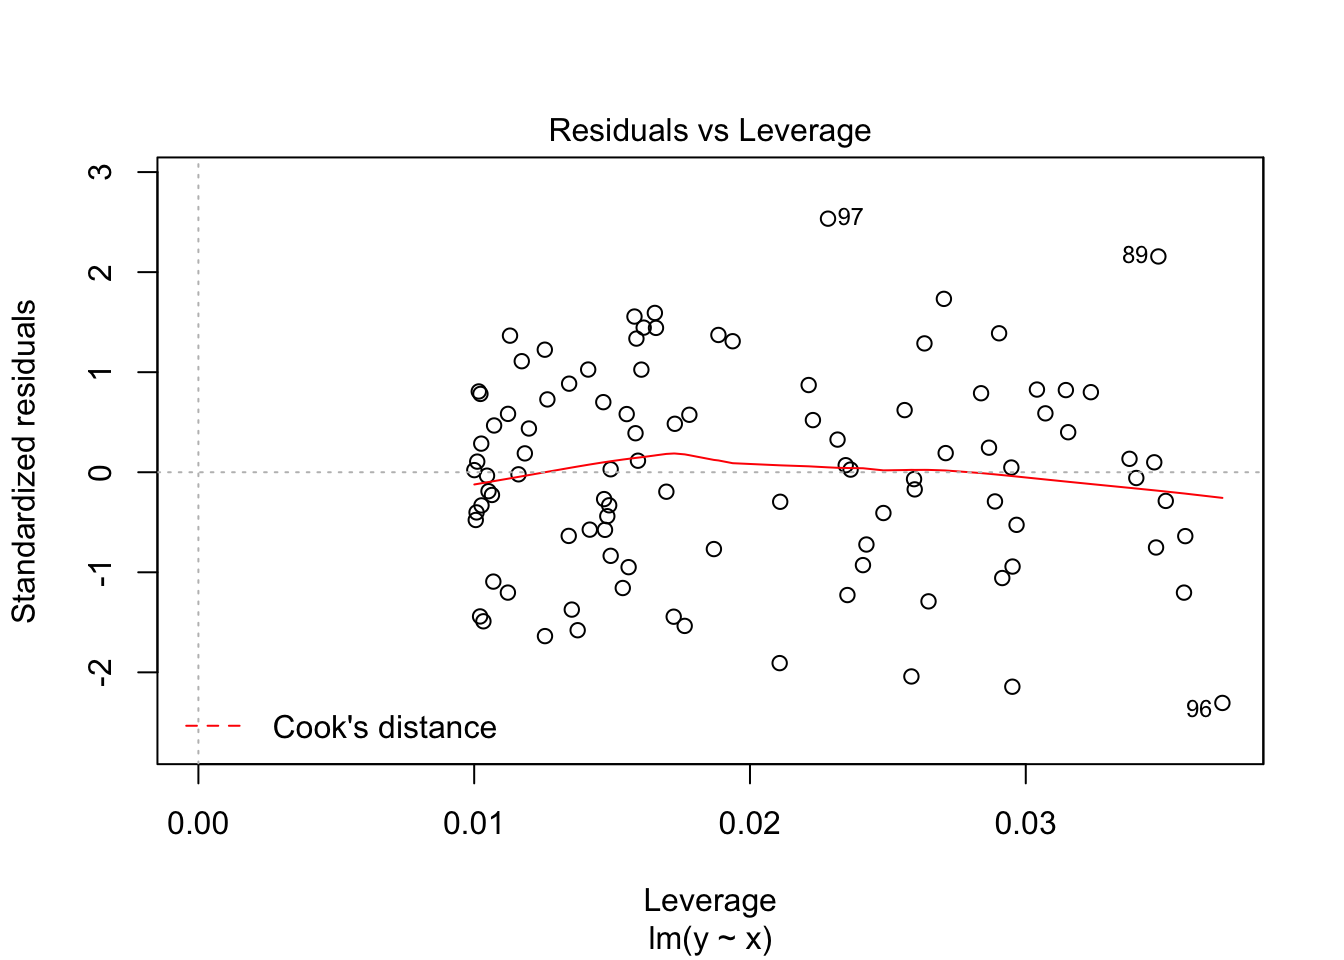 Residuals vs Leverage
Standardized residuals
3
2
1
0
-1
-2
97
89
96
Cook's distance
0.00 0.01 0.02 0.03
Leverage
lm(y ~ x)